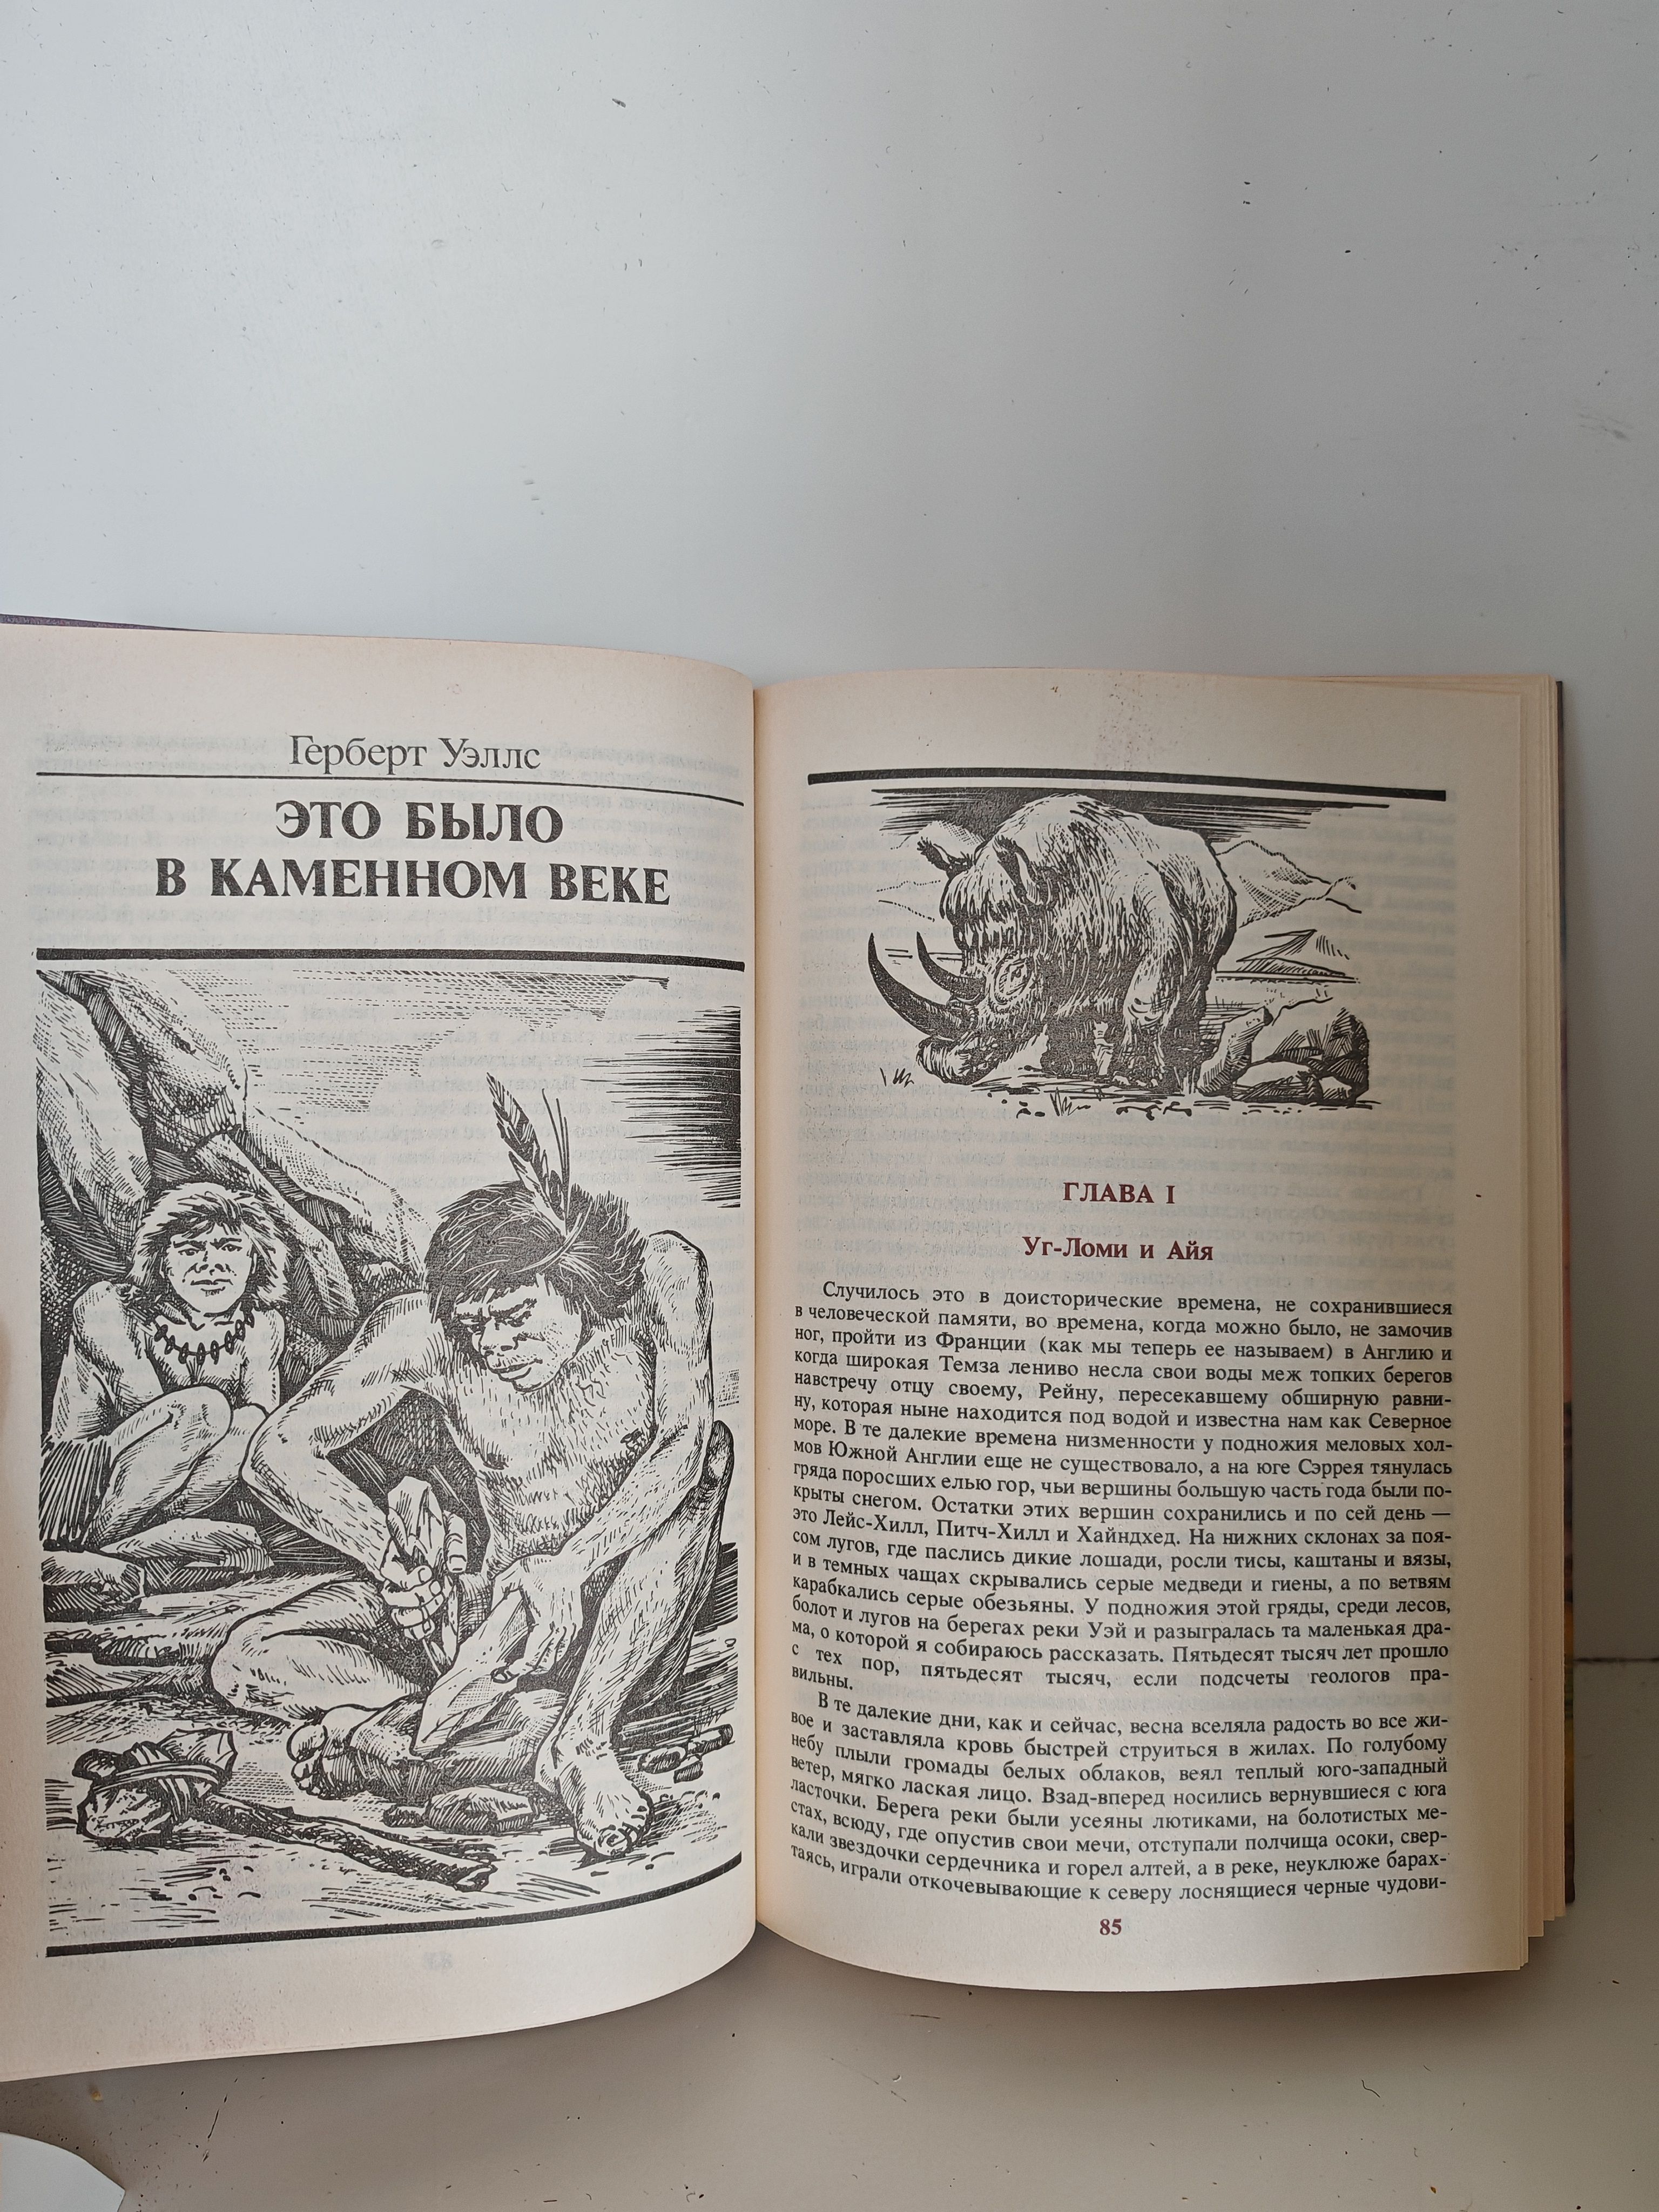 Герберт Уэллс
ЭТО БЫЛО
В КАМЕННОМ ВЕКЕ
ГЛАВА I
Уг-Ломи и Айя
Случилось это в доисторические времена, не сохранившиеся
в человеческой памяти, во времена, когда можно было, не замочив
ног, пройти из Франции (как мы теперь ее называем) в Англию и
когда широкая Темза лениво несла свои воды меж топких берегов
навстречу отцу своему, Рейну, пересекавшему обширную равни-
ну, которая ныне находится под водой и известна нам как Северное
море. В те далекие времена низменности у подножия меловых хол-
мов Южной Англии еще не существовало, а на юге Сэррея тянулась
гряда поросших елью гор, чьи вершины большую часть года были по-
крыты снегом. Остатки этих вершин сохранились и по сей день —
это Лейс-Хилл, Питч-Хилл и Хайндхед. На нижних склонах за поя-
сом лугов, где паслись дикие лошади, росли тисы, каштаны и вязы,
и в темных чащах скрывались серые медведи и гиены, а по ветвям
карабкались серые обезьяны. У подножия этой гряды, среди лесов,
болот и лугов на берегах реки Уэй и разыгралась та маленькая дра-
ма, о которой я собираюсь рассказать. Пятьдесят тысяч лет прошло
с тех пор, пятьдесят тысяч, если подсчеты геологов пра-
вильны.
В те далекие дни, как и сейчас, весна вселяла радость во все жи-
вое и заставляла кровь быстрей струиться в жилах. По голубому
небу плыли громады белых облаков, веял теплый юго-западный
ветер, мягко лаская лицо. Взад-вперед носились вернувшиеся с юга
ласточки. Берега реки были усеяны лютиками, на болотистых ме-
стах, всюду, где опустив свои мечи, отступали полчища осоки, свер-
кали звездочки сердечника и горел алтей, а в реке, неуклюже барах-
таясь, играли откочевывающие к северу лоснящиеся черные чудови-
85